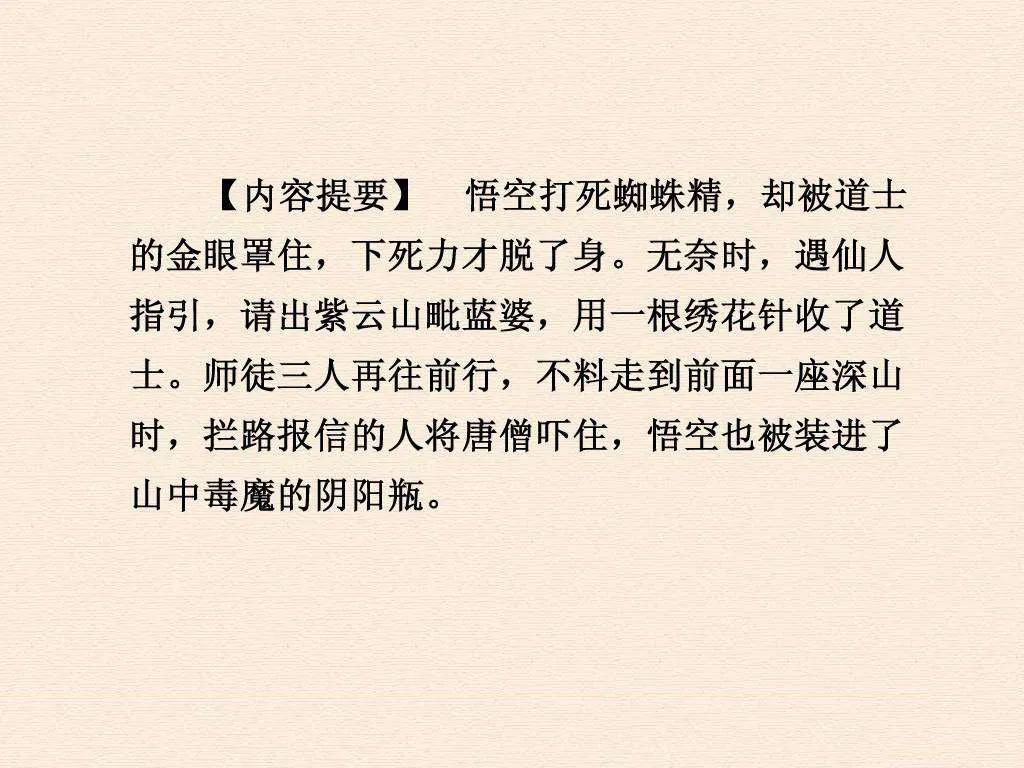 【内容提要】 悟空打死蜘蛛精，却被道士
的金眼罩住，下死力才脱了身。无奈时，遇仙人
指引，请出紫云山毗蓝婆，用一根绣花针收了道
士。师徒三人再往前行，不料走到前面一座深山
时，拦路报信的人将唐僧吓住，悟空也被装进了
山中毒魔的阴阳瓶。